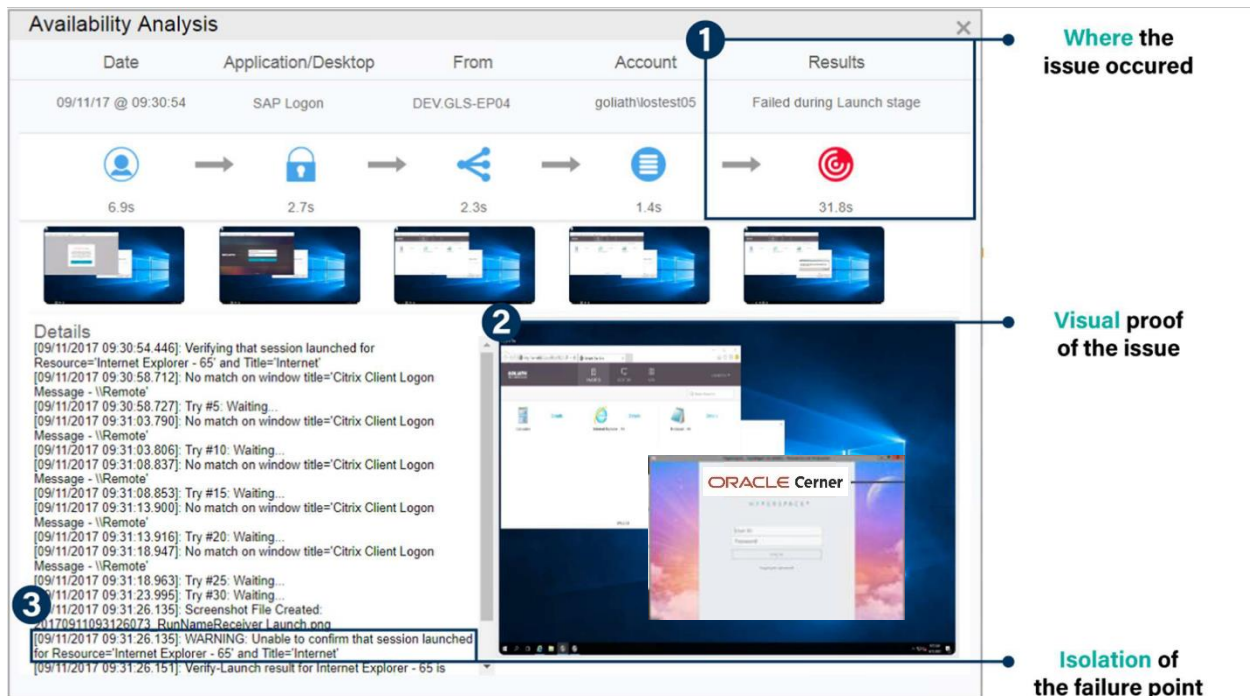 Availability Analysis
Date
Application/Desktop
From
Account
Results
09/11/17 @ 09:30:54
SAP Logon
DEV.GLS-EP04
goliath\lostest05
Failed during Launch stage
6.9s
2.7s
2.3s
1.4s
31.8s
1
Where the
issue occured
Details
[09/11/2017 09:30:54.446]: Verifying that session launched for
Resource='Internet Explorer - 65' and Title='Internet'
[09/11/2017 09:30:58.712]: No match on window title='Citrix Client Logon
Message - \\Remote'
[09/11/2017 09:30:58.727]: Try #5: Waiting...
[09/11/2017 09:31:03.790]: No match on window title='Citrix Client Logon
Message - \\Remote'
[09/11/2017 09:31:03.806]: Try #10: Waiting...
[09/11/2017 09:31:08.837]: No match on window title='Citrix Client Logon
Message - \\Remote'
[09/11/2017 09:31:08.853]: Try #15: Waiting...
[09/11/2017 09:31:13.900]: No match on window title='Citrix Client Logon
Message - \\Remote'
[09/11/2017 09:31:13.916]: Try #20: Waiting...
[09/11/2017 09:31:18.947]: No match on window title='Citrix Client Logon
Message - \\Remote'
[09/11/2017 09:31:18.963]: Try #25: Waiting...
/11/2017 09:31:23.995]: Try #30: Waiting...
/11/2017 09:31:26.135]: Screenshot File Created:
20170911093126073_RunNameReceiver Launch.png
[09/11/2017 09:31:26.135]: WARNING: Unable to confirm that session launched
for Resource='Internet Explorer - 65' and Title='Internet'
[09/11/2017 09:31:26.151]: Verify-Launch result for Internet Explorer - 65 is
2
ORACLE Cerner
HYPERSPACE
Password
Visual proof
of the issue
3
Isolation of
the failure point